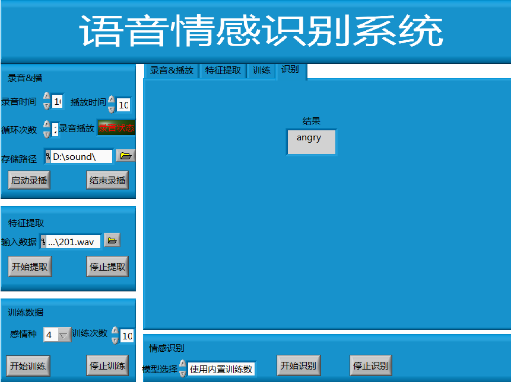 语音情感识别系统
录音&播
录音时间 播放时间 10
循环次数 录音播放
存储路径 D:\sound\
启动录播 结束录播
特征提取
输入数据 ...\201.wav
开始提取 停止提取
训练数据
感情种 4 训练次数 10
开始训练 停止训练
录音&播放 特征提取 训练 识别
结果
angry
情感识别
模型选择 使用内置训练数 开始识别 停止识别